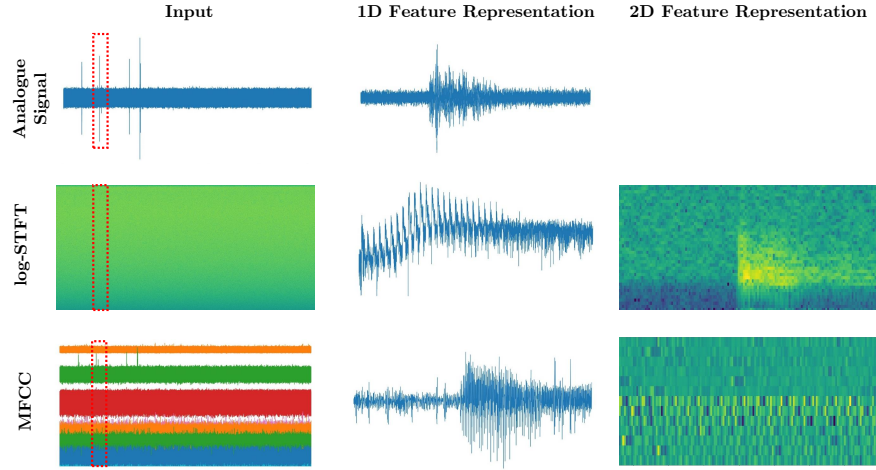 Input
1D Feature Representation
2D Feature Representation
Analogue
Signal
log-STFT
MFCC